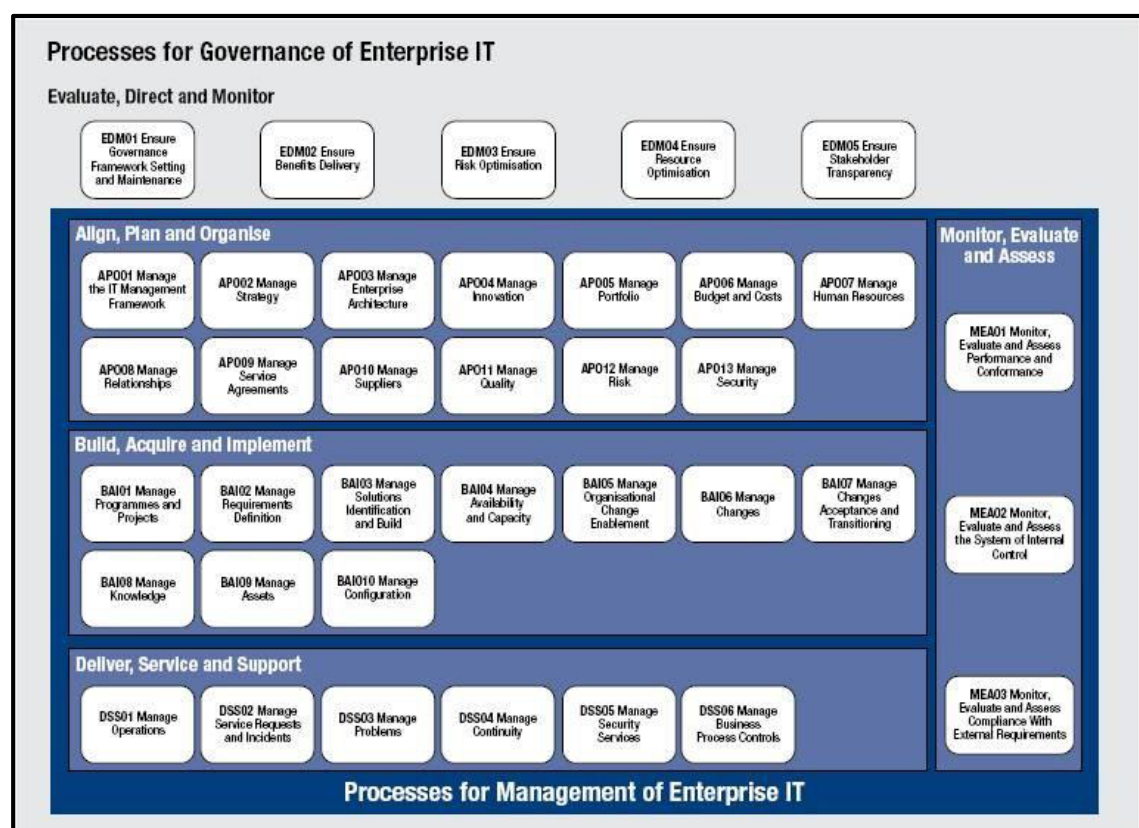 Processes for Governance of Enterprise IT
Evaluate, Direct and Monitor
EDM01 Ensure
Governance
Framework Setting
and Maintenance
EDM02 Ensure
Benefits Delivery
EDM03 Ensure
Risk Optimisation
EDM04 Ensure
Resource
Optimisation
EDM05 Ensure
Stakeholder
Transparency
Align, Plan and Organise
APO01 Manage
the IT Management
Framework
APO02 Manage
Strategy
APO03 Manage
Enterprise
Architecture
APO04 Manage
Innovation
APO05 Manage
Portfolio
APO06 Manage
Budget and Costs
APO07 Manage
Human Resources
APO08 Manage
Relationships
APO09 Manage
Service
Agreements
APO10 Manage
Suppliers
APO11 Manage
Quality
APO12 Manage
Risk
APO13 Manage
Security
Build, Acquire and Implement
BAI01 Manage
Programmes and
Projects
BAI02 Manage
Requirements
Definition
BAI03 Manage
Solutions
Identification
and Build
BAI04 Manage
Availability
and Capacity
BAI05 Manage
Organisational
Change
Enablement
BAI06 Manage
Changes
BAI07 Manage
Changes
Acceptance and
Transitioning
BAI08 Manage
Knowledge
BAI09 Manage
Assets
BAI010 Manage
Configuration
Deliver, Service and Support
DSS01 Manage
Operations
DSS02 Manage
Service Requests
and Incidents
DSS03 Manage
Problems
DSS04 Manage
Continuity
DSS05 Manage
Security
Services
DSS06 Manage
Business
Process Controls
Monitor, Evaluate
and Assess
MEA01 Monitor,
Evaluate and Assess
Performance and
Conformance
MEA02 Monitor,
Evaluate and Assess
the System of Internal
Control
MEA03 Monitor,
Evaluate and Assess
Compliance With
External Requirements
Processes for Management of Enterprise IT